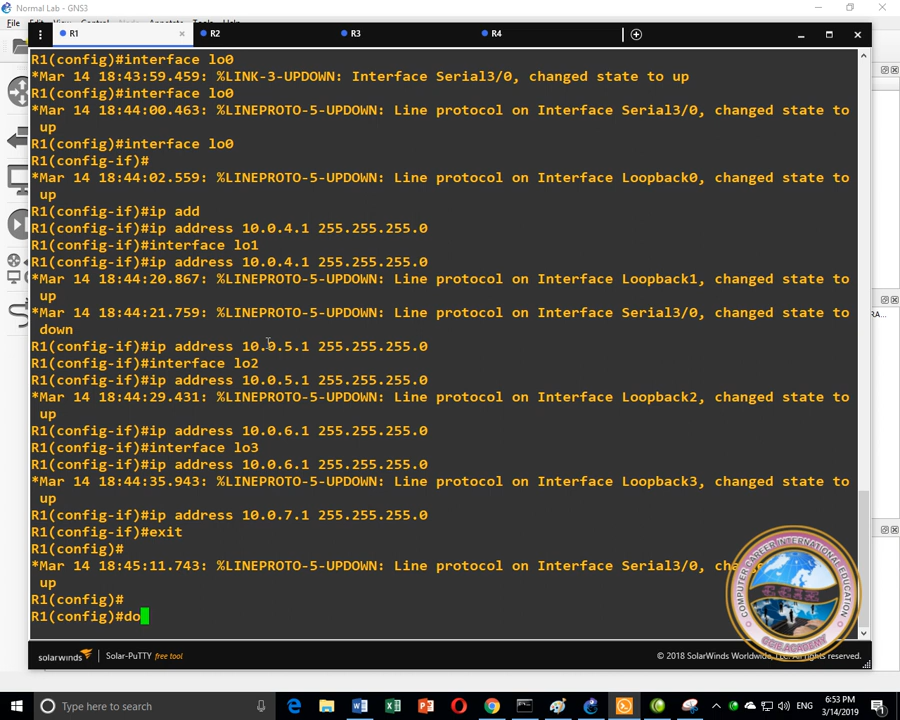 Normal Lab - GNS3
File Edit View Control Node Annotate Tools Help
R1 × R2 R3 R4
R1(config)#interface lo0
*Mar 14 18:43:59.459: %LINK-3-UPDOWN: Interface Serial3/0, changed state to up
R1(config)#interface lo0
*Mar 14 18:44:00.463: %LINEPROTO-5-UPDOWN: Line protocol on Interface Serial3/0, changed state to
up
R1(config)#interface lo0
R1(config-if)#
*Mar 14 18:44:02.559: %LINEPROTO-5-UPDOWN: Line protocol on Interface Loopback0, changed state to
up
R1(config-if)#ip add
R1(config-if)#ip address 10.0.4.1 255.255.255.0
R1(config-if)#interface lo1
R1(config-if)#ip address 10.0.4.1 255.255.255.0
*Mar 14 18:44:20.867: %LINEPROTO-5-UPDOWN: Line protocol on Interface Loopback1, changed state to
up
*Mar 14 18:44:21.759: %LINEPROTO-5-UPDOWN: Line protocol on Interface Serial3/0, changed state to
down
R1(config-if)#ip address 10.0.5.1 255.255.255.0
R1(config-if)#interface lo2
R1(config-if)#ip address 10.0.5.1 255.255.255.0
*Mar 14 18:44:29.431: %LINEPROTO-5-UPDOWN: Line protocol on Interface Loopback2, changed state to
up
R1(config-if)#ip address 10.0.6.1 255.255.255.0
R1(config-if)#interface lo3
R1(config-if)#ip address 10.0.6.1 255.255.255.0
*Mar 14 18:44:35.943: %LINEPROTO-5-UPDOWN: Line protocol on Interface Loopback3, changed state to
up
R1(config-if)#ip address 10.0.7.1 255.255.255.0
R1(config-if)#exit
R1(config)#
*Mar 14 18:45:11.743: %LINEPROTO-5-UPDOWN: Line protocol on Interface Serial3/0,
up
R1(config)#
R1(config)#do
COMPUTER CAREER INTERNATIONAL EDUCATION
CCIE ACADEMY
solarwinds Solar-PuTTY free tool
© 2018 SolarWinds Worldwide, reserved.
Type here to search
ENG
6:53 PM
3/14/2019